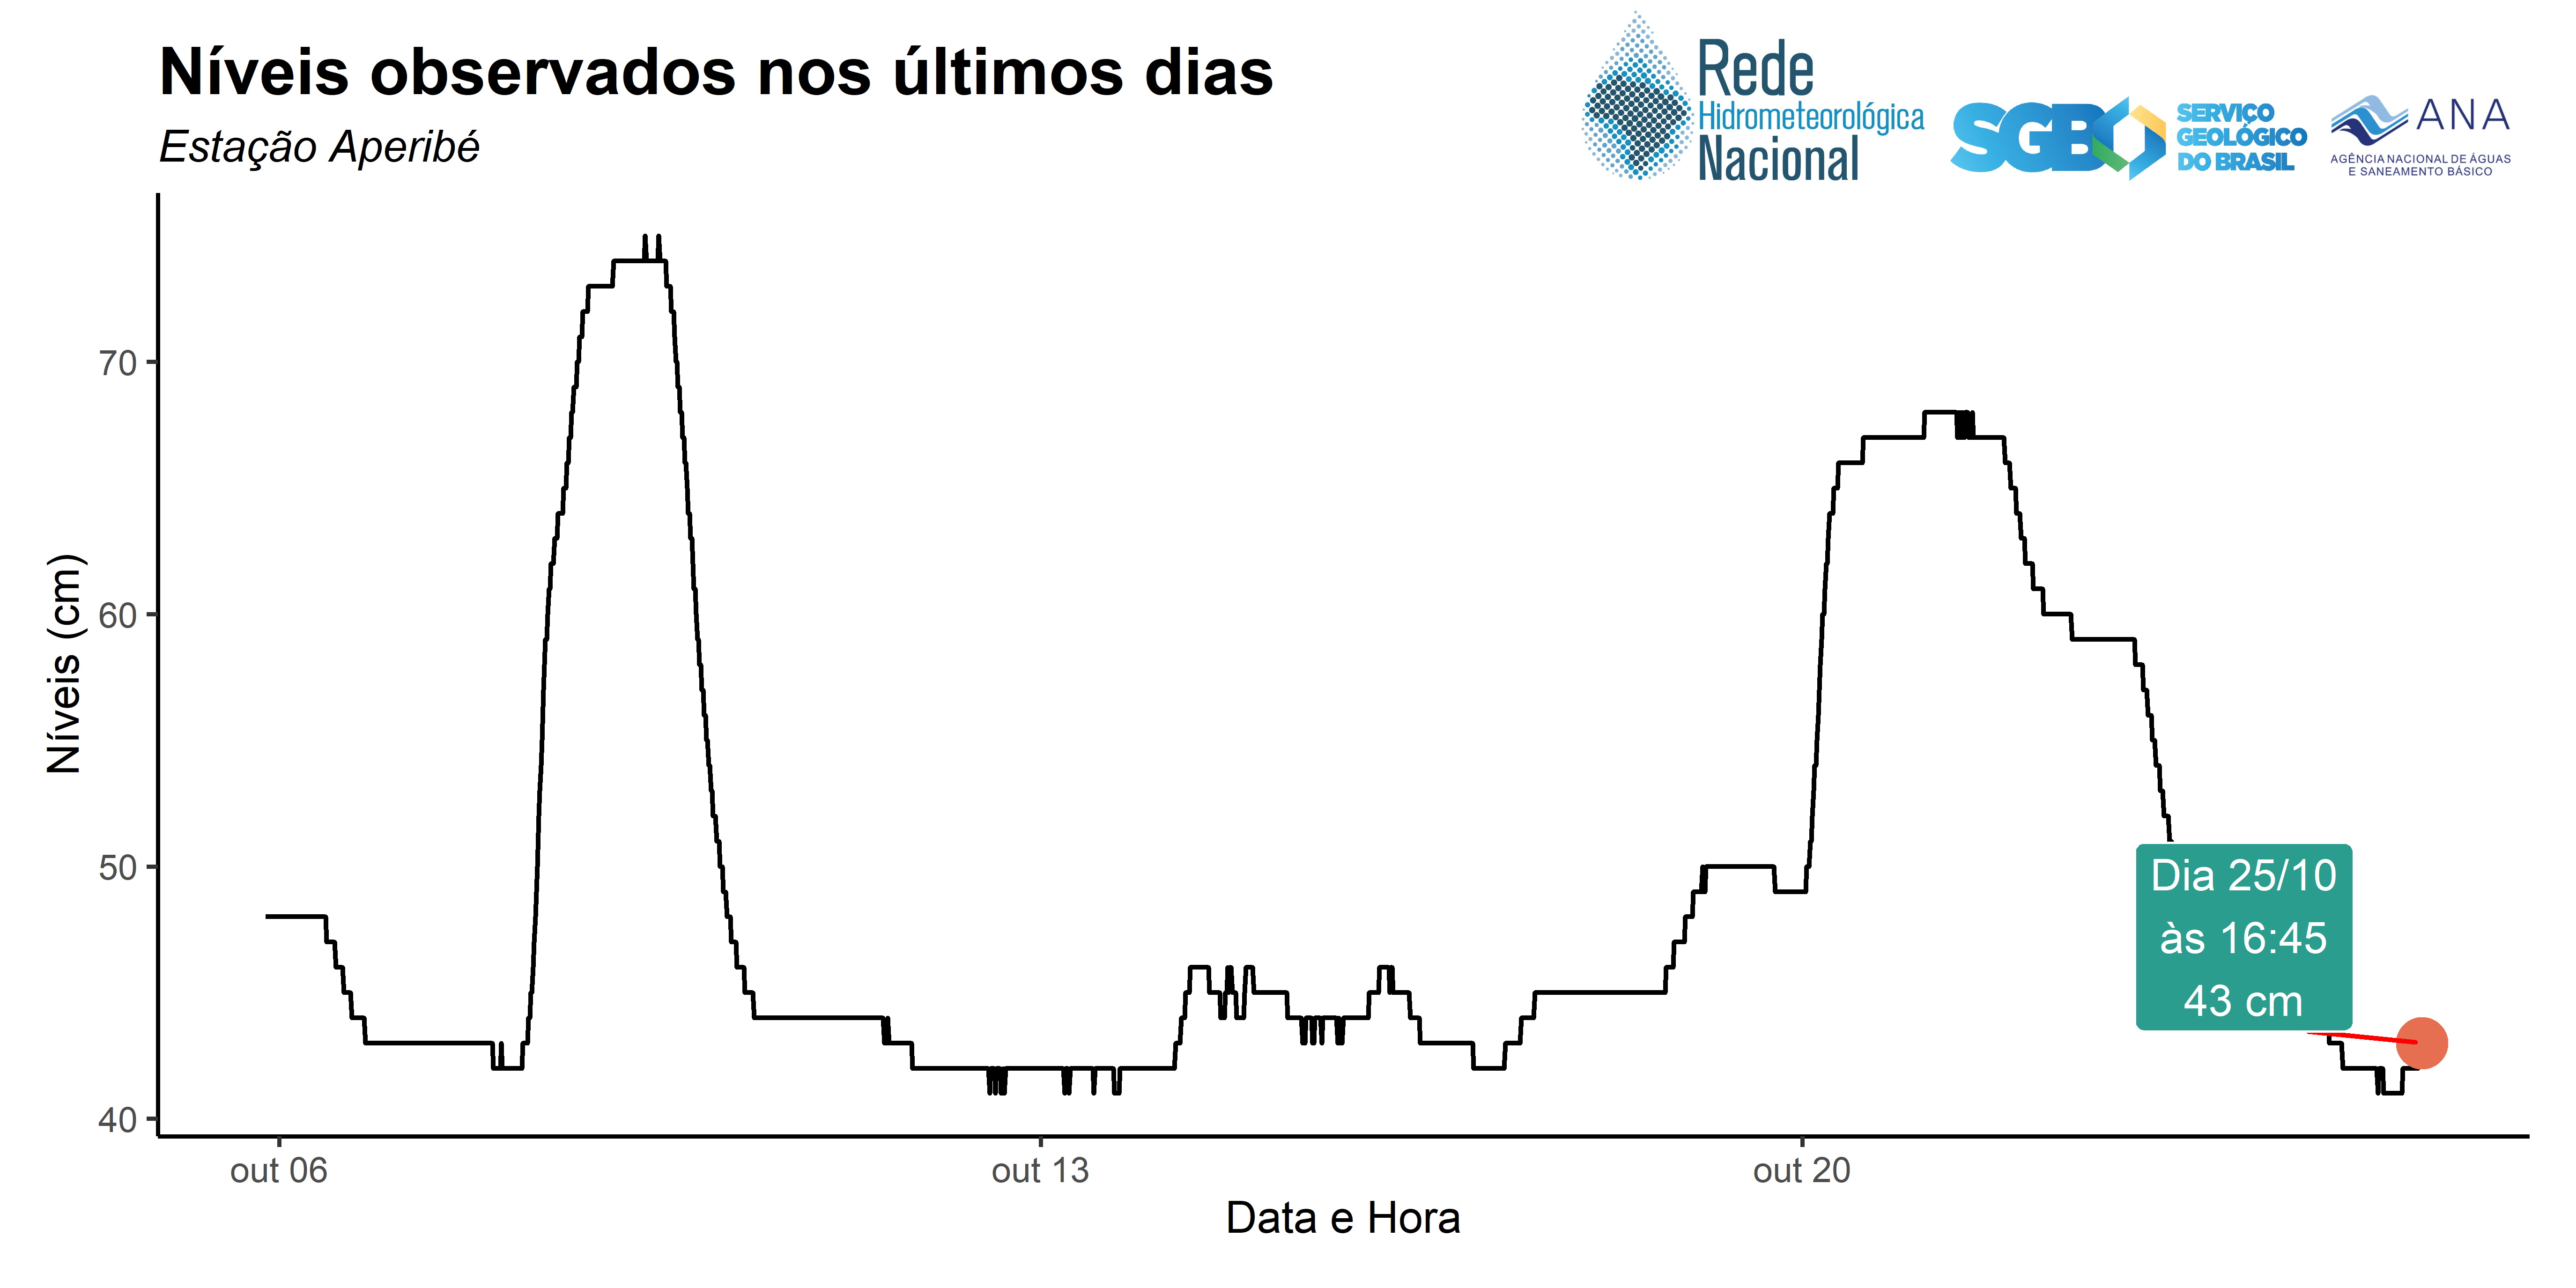 Níveis observados nos últimos dias
Estação Aperibé
Rede
Hidrometeorológica
Nacional
SGB
SERVIÇO
GEOLÓGICO
DO BRASIL
ANA
AGÊNCIA NACIONAL DE ÁGUAS
E SANEAMENTO BÁSICO
Níveis (cm)
70
60
50
40
Dia 25/10
às 16:45
43 cm
out 06
out 13
out 20
Data e Hora